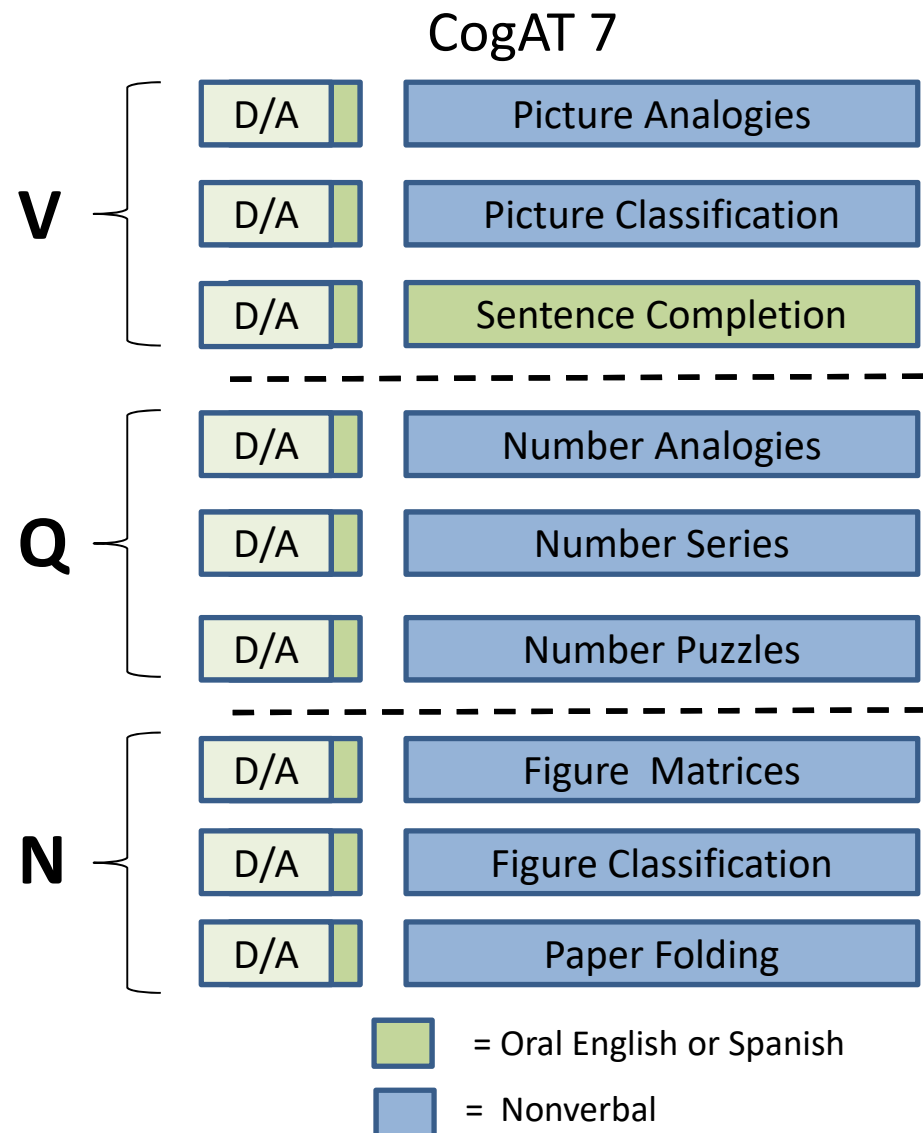 CogAT 7
V
D/A Picture Analogies
D/A Picture Classification
D/A Sentence Completion
Q
D/A Number Analogies
D/A Number Series
D/A Number Puzzles
N
D/A Figure  Matrices
D/A Figure Classification
D/A Paper Folding
= Oral English or Spanish
=  Nonverbal